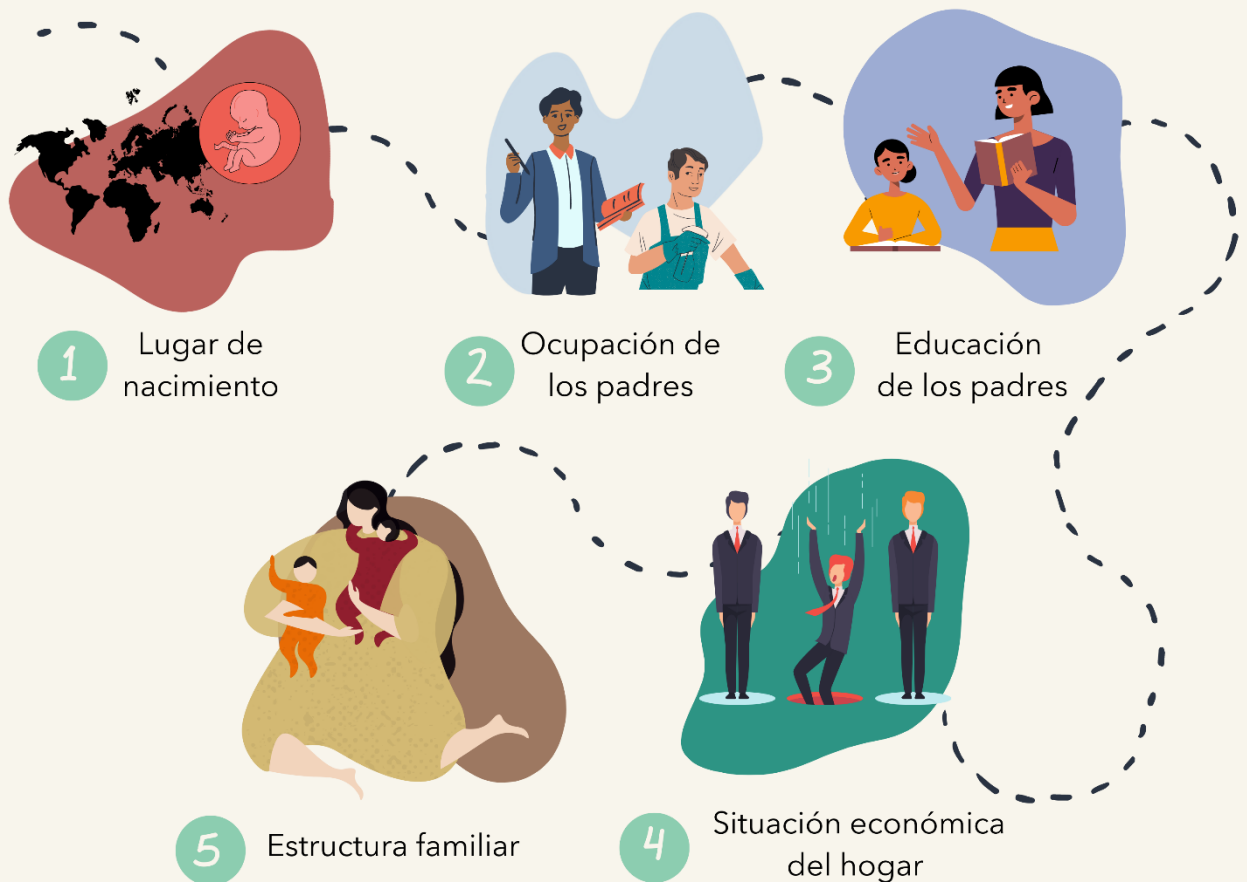 1
Lugar de
nacimiento
2
Ocupación de
los padres
3
Educación
de los padres
4
Situación económica
del hogar
5
Estructura familiar